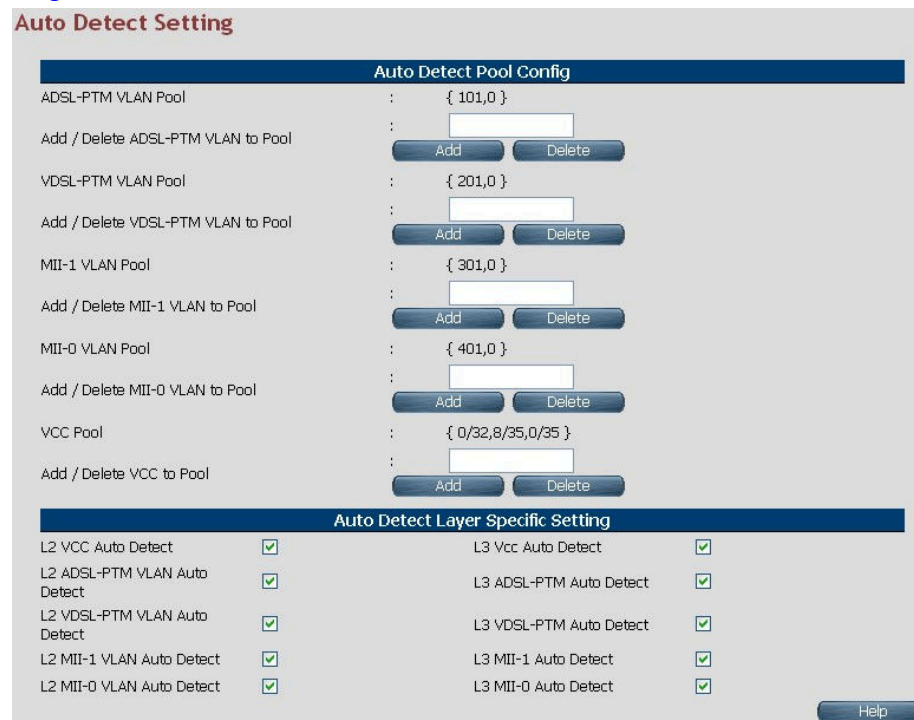 Auto Detect Setting
Auto Detect Pool Config
ADSL-PTM VLAN Pool : { 101,0 }
Add / Delete ADSL-PTM VLAN to Pool :
Add Delete
VDSL-PTM VLAN Pool : { 201,0 }
Add / Delete VDSL-PTM VLAN to Pool :
Add Delete
MII-1 VLAN Pool : { 301,0 }
Add / Delete MII-1 VLAN to Pool :
Add Delete
MII-0 VLAN Pool : { 401,0 }
Add / Delete MII-0 VLAN to Pool :
Add Delete
VCC Pool : { 0/32,8/35,0/35 }
Add / Delete VCC to Pool :
Add Delete
Auto Detect Layer Specific Setting
L2 VCC Auto Detect L3 Vcc Auto Detect
L2 ADSL-PTM VLAN Auto
Detect L3 ADSL-PTM Auto Detect
L2 VDSL-PTM VLAN Auto
Detect L3 VDSL-PTM Auto Detect
L2 MII-1 VLAN Auto Detect L3 MII-1 Auto Detect
L2 MII-0 VLAN Auto Detect L3 MII-0 Auto Detect
Help